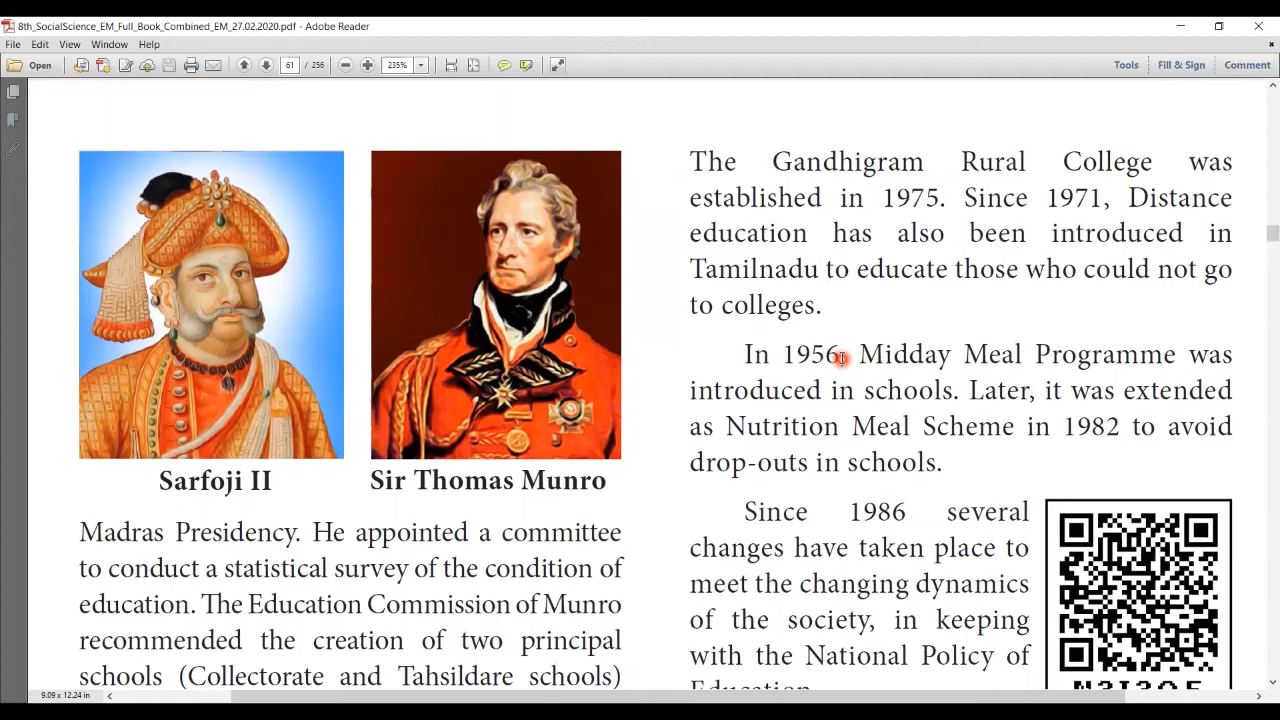 8th_SocialScience_EM_Full_Book_Combined_EM_27.02.2020.pdf - Adobe Reader
File Edit View Window Help
Open 61 / 256 235% Tools Fill & Sign Comment
Sarfoji II
Sir Thomas Munro
Madras Presidency. He appointed a committee
to conduct a statistical survey of the condition of
education. The Education Commission of Munro
recommended the creation of two principal
schools (Collectorate and Tahsildare schools)
The Gandhigram Rural College was
established in 1975. Since 1971, Distance
education has also been introduced in
Tamilnadu to educate those who could not go
to colleges.
In 1956, Midday Meal Programme was
introduced in schools. Later, it was extended
as Nutrition Meal Scheme in 1982 to avoid
drop-outs in schools.
Since 1986 several
changes have taken place to
meet the changing dynamics
of the society, in keeping
with the National Policy of
Education.
9.09 x 12.24 in